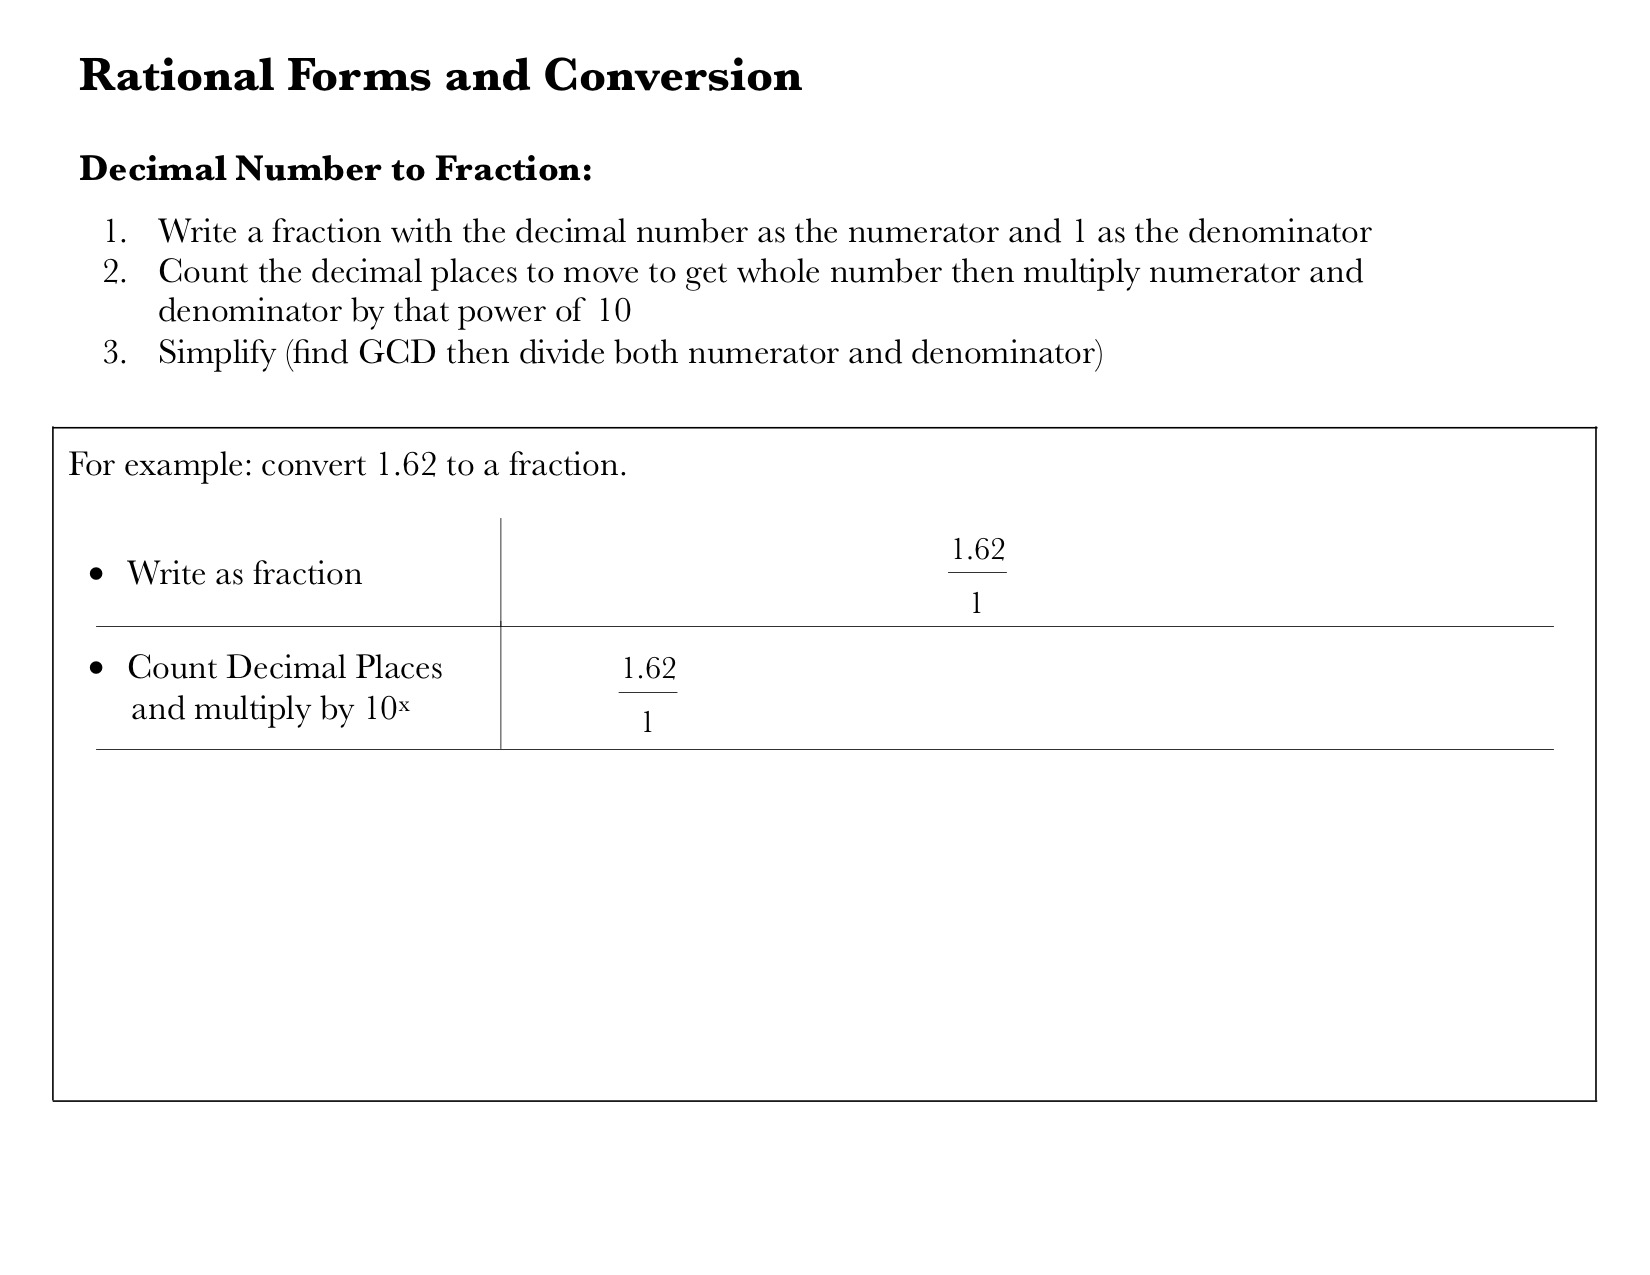 Rational Forms and Conversion
Decimal Number to Fraction:
1. Write a fraction with the decimal number as the numerator and 1 as the denominator
2. Count the decimal places to move to get whole number then multiply numerator and
denominator by that power of 10
3. Simplify (find GCD then divide both numerator and denominator)
For example: convert 1.62 to a fraction.
• Write as fraction
1.62
1
• Count Decimal Places
and multiply by 10ˣ
1.62
1